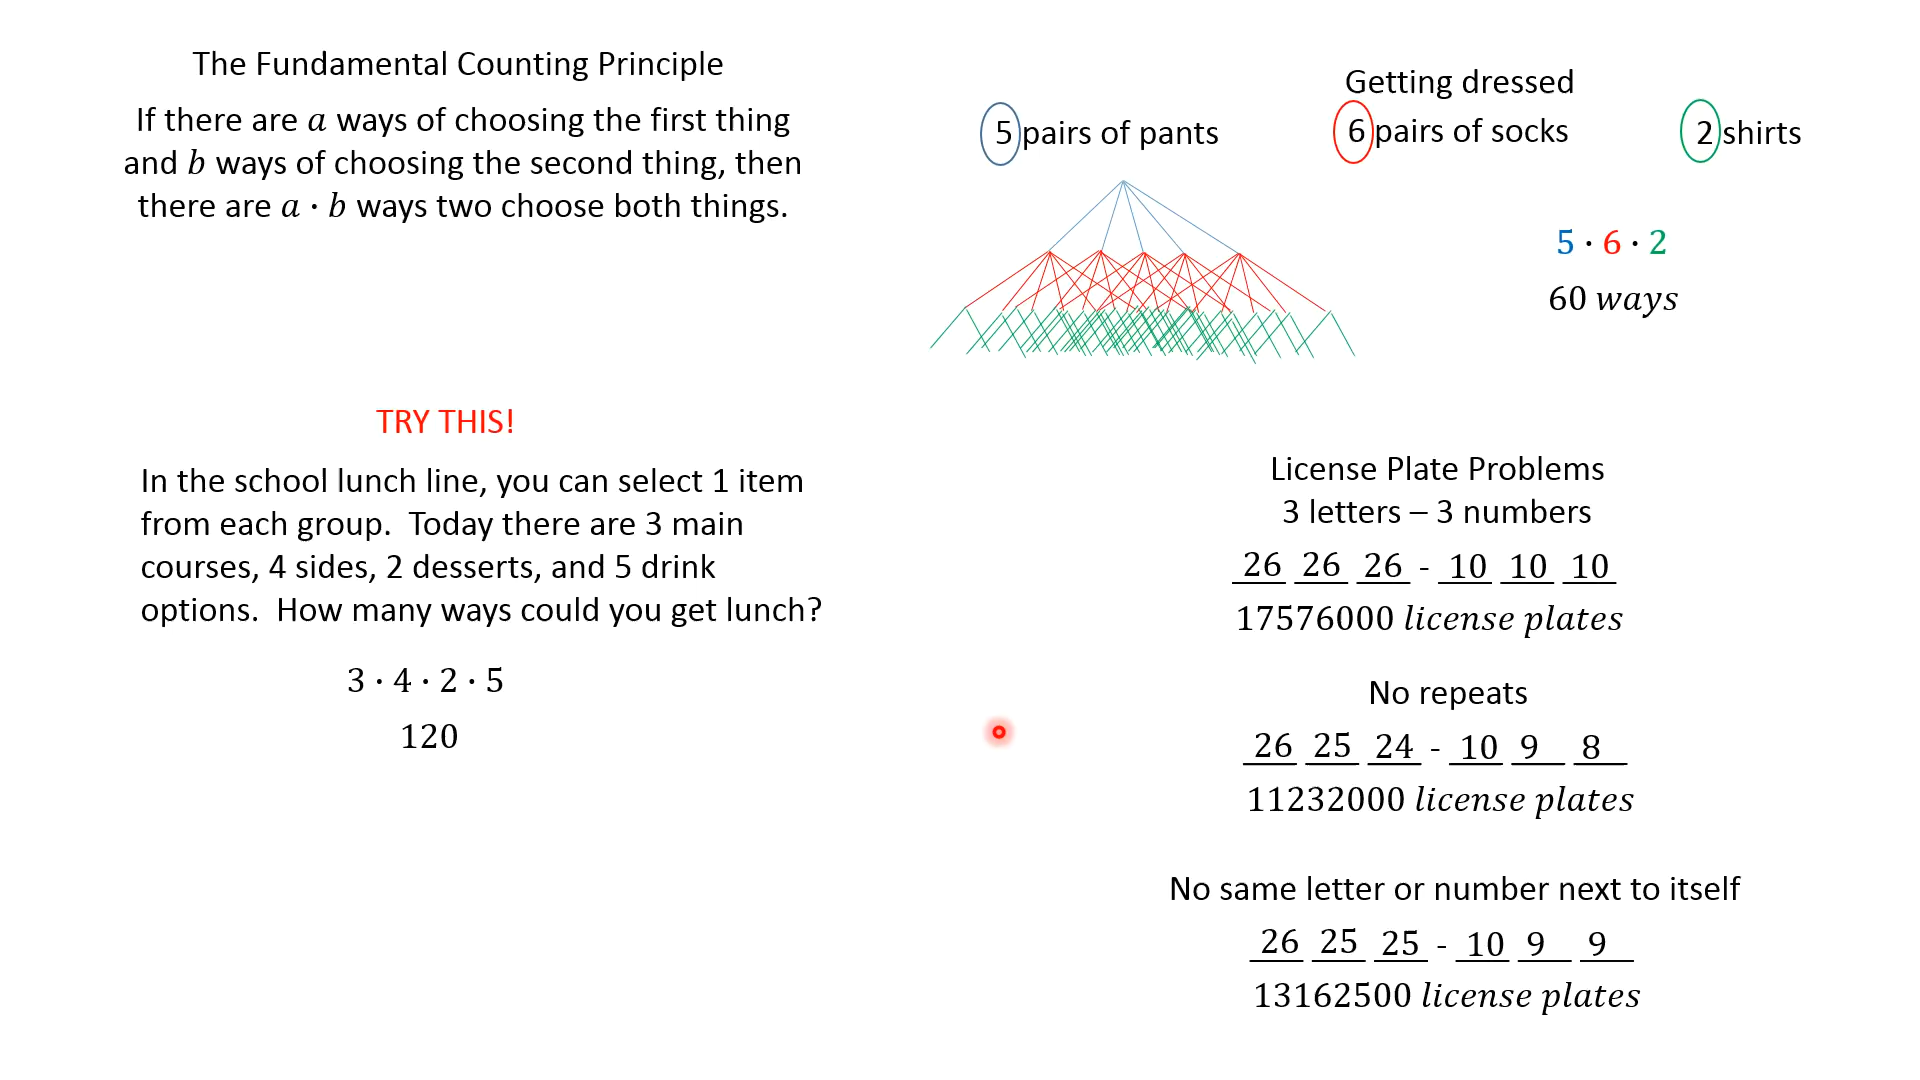 The Fundamental Counting Principle
If there are a ways of choosing the first thing
and b ways of choosing the second thing, then
there are a · b ways two choose both things.
Getting dressed
5 pairs of pants
6 pairs of socks
2 shirts
5 · 6 · 2
60 ways
TRY THIS!
In the school lunch line, you can select 1 item
from each group. Today there are 3 main
courses, 4 sides, 2 desserts, and 5 drink
options. How many ways could you get lunch?
3 · 4 · 2 · 5
120
License Plate Problems
3 letters – 3 numbers
26 26 26 - 10 10 10
17576000 license plates
No repeats
26 25 24 - 10 9 8
11232000 license plates
No same letter or number next to itself
26 25 25 - 10 9 9
13162500 license plates